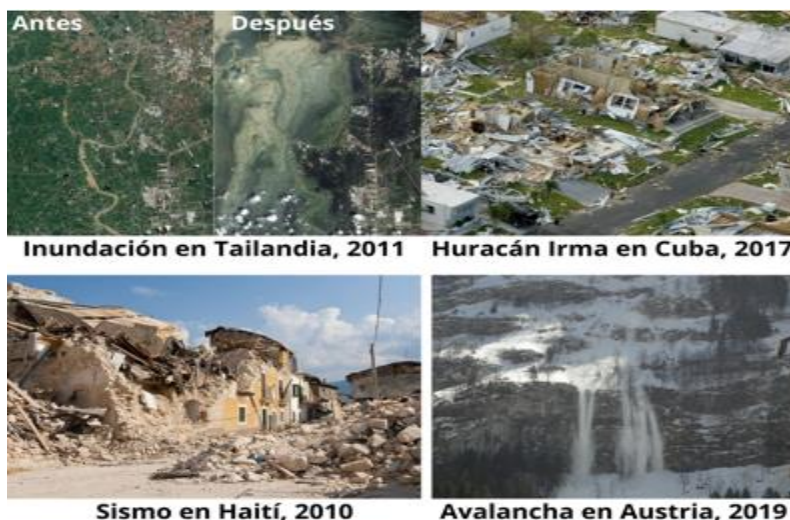 Antes
Después
Inundación en Tailandia, 2011
Huracán Irma en Cuba, 2017
Sismo en Haití, 2010
Avalancha en Austria, 2019